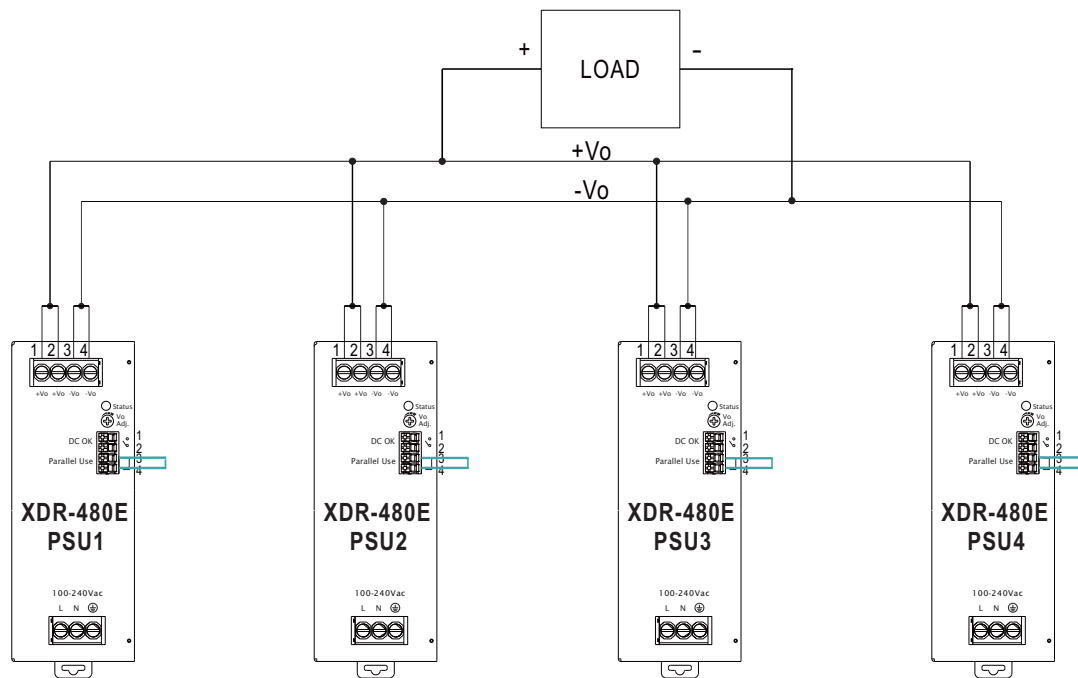 + LOAD -
+Vo
-Vo
1 2 3 4
+Vo +Vo -Vo -Vo
Status
Vo
Adj.
DC OK
1
2
Parallel Use
3
4
XDR-480E
PSU1
100-240Vac
L N
1 2 3 4
+Vo +Vo -Vo -Vo
Status
Vo
Adj.
DC OK
1
2
Parallel Use
3
4
XDR-480E
PSU2
100-240Vac
L N
1 2 3 4
+Vo +Vo -Vo -Vo
Status
Vo
Adj.
DC OK
1
2
Parallel Use
3
4
XDR-480E
PSU3
100-240Vac
L N
1 2 3 4
+Vo +Vo -Vo -Vo
Status
Vo
Adj.
DC OK
1
2
Parallel Use
3
4
XDR-480E
PSU4
100-240Vac
L N